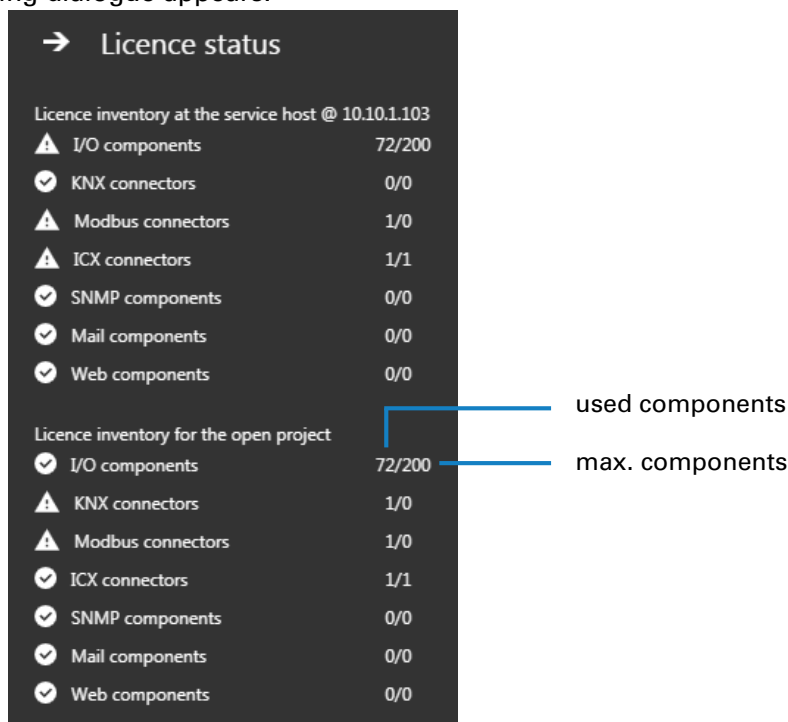 ing dialogue appears.
→ Licence status
Licence inventory at the service host @ 10.10.1.103
I/O components 72/200
KNX connectors 0/0
Modbus connectors 1/0
ICX connectors 1/1
SNMP components 0/0
Mail components 0/0
Web components 0/0
used components
Licence inventory for the open project
I/O components 72/200
max. components
KNX connectors 1/0
Modbus connectors 1/0
ICX connectors 1/1
SNMP components 0/0
Mail components 0/0
Web components 0/0